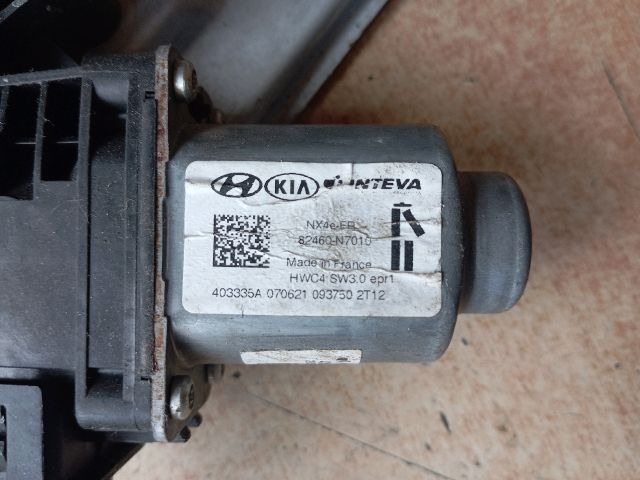 KIA INTEVA
NX4e-FR
82460-N7010
Made in France
HWC4 SW3.0 epr1
403335A 070621 093750 2T12